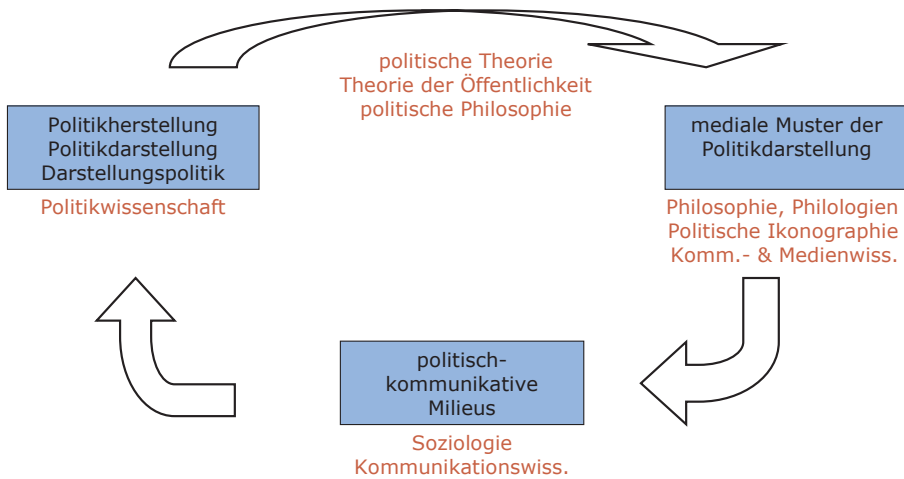 politische Theorie
Theorie der Öffentlichkeit
politische Philosophie
Politikherstellung
Politikdarstellung
Darstellungspolitik
Politikwissenschaft
mediale Muster der
Politikdarstellung
Philosophie, Philologien
Politische Ikonographie
Komm.- & Medienwiss.
politisch-
kommunikative
Milieus
Soziologie
Kommunikationswiss.